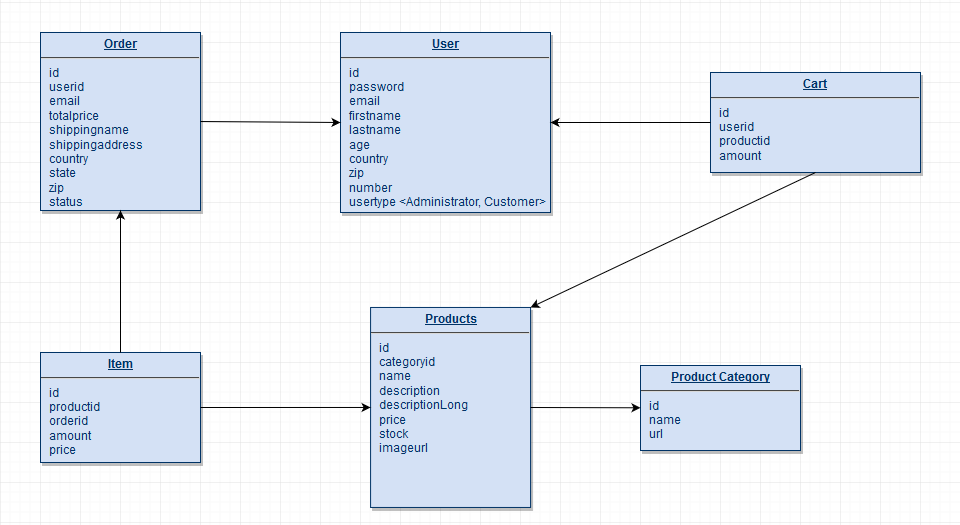 Order
id
userid
email
totalprice
shippingname
shippingaddress
country
state
zip
status
User
id
password
email
firstname
lastname
age
country
zip
number
usertype <Administrator, Customer>
Cart
id
userid
productid
amount
Item
id
productid
orderid
amount
price
Products
id
categoryid
name
description
descriptionLong
price
stock
imageurl
Product Category
id
name
url